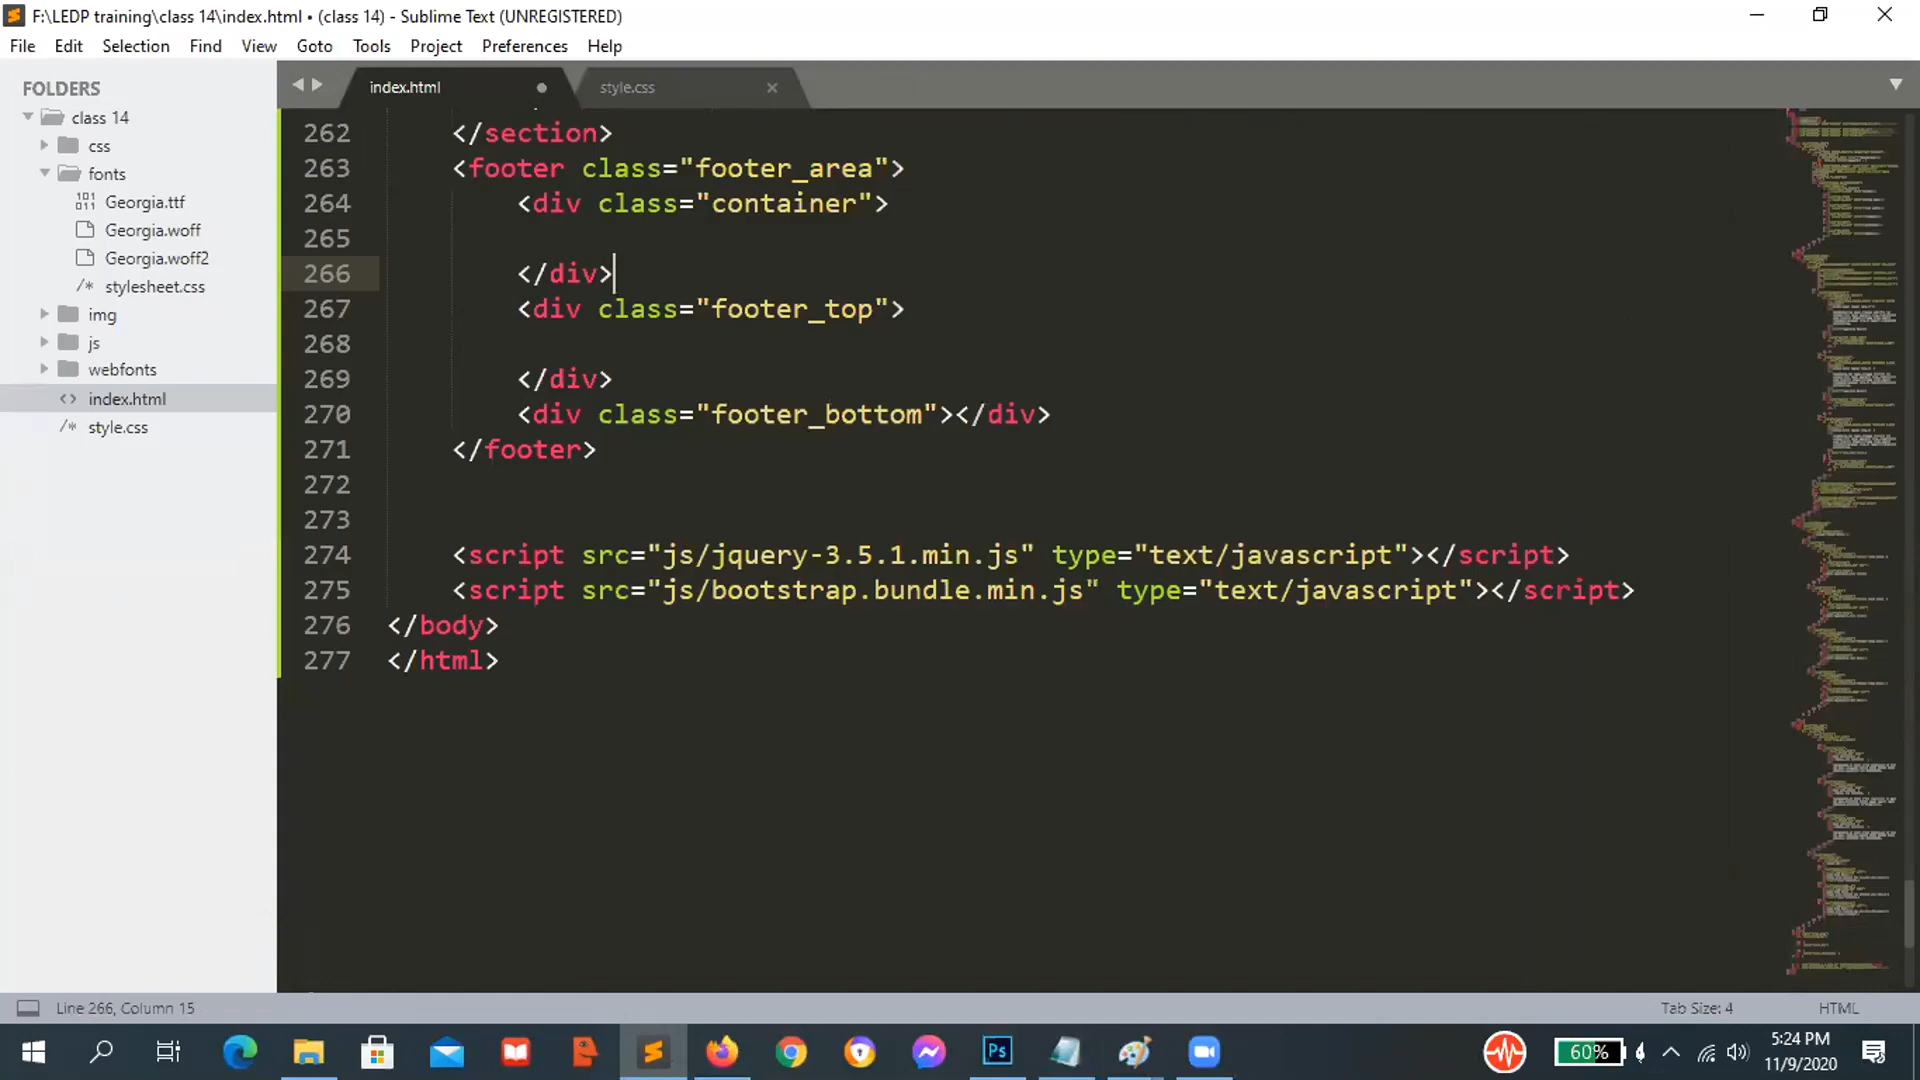 F:\LEDP training\class 14\index.html • (class 14) - Sublime Text (UNREGISTERED)
File Edit Selection Find View Goto Tools Project Preferences Help
FOLDERS
class 14
css
fonts
Georgia.ttf
Georgia.woff
Georgia.woff2
/* stylesheet.css
img
js
webfonts
<> index.html
/* style.css
index.html
style.css
262 </section>
263 <footer class="footer_area">
264 <div class="container">
265
266 </div>
267 <div class="footer_top">
268
269 </div>
270 <div class="footer_bottom"></div>
271 </footer>
272
273
274 <script src="js/jquery-3.5.1.min.js" type="text/javascript"></script>
275 <script src="js/bootstrap.bundle.min.js" type="text/javascript"></script>
276 </body>
277 </html>
Line 266, Column 15
Tab Size: 4
HTML
Ps
60%
5:24 PM
11/9/2020